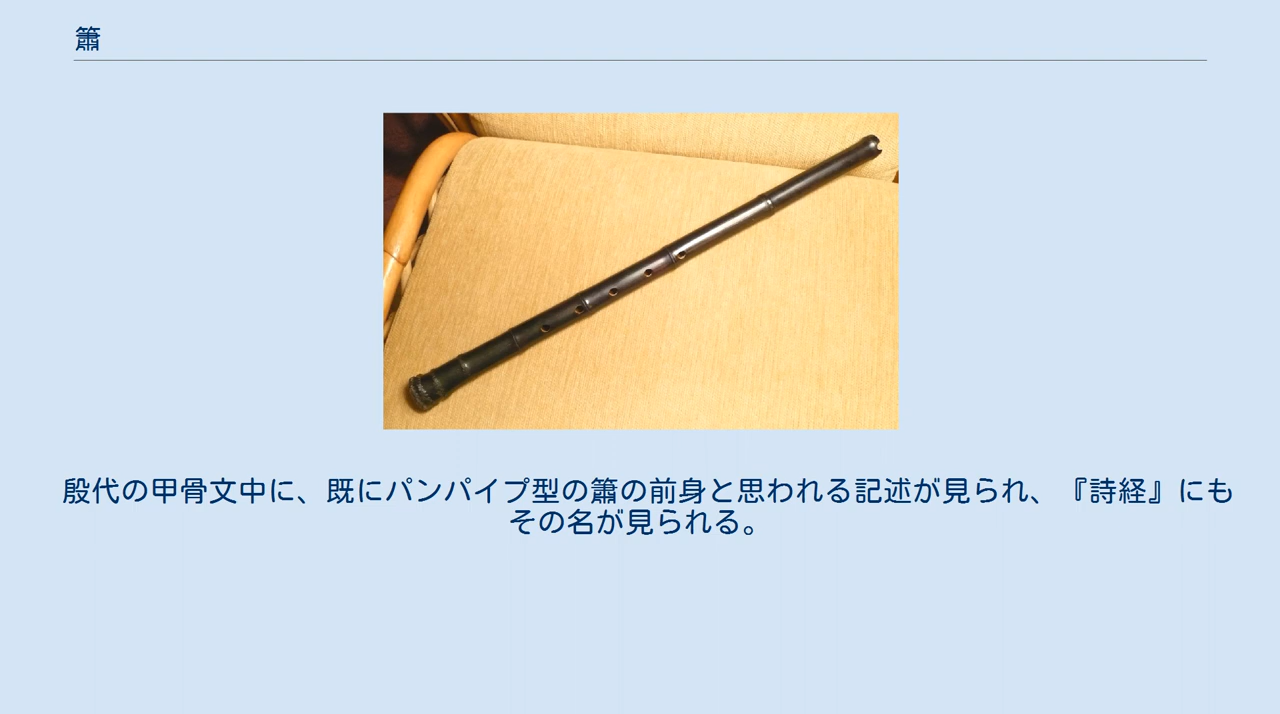 簫
殷代の甲骨文中に、既にパンパイプ型の簫の前身と思われる記述が見られ、『詩経』にも
その名が見られる。